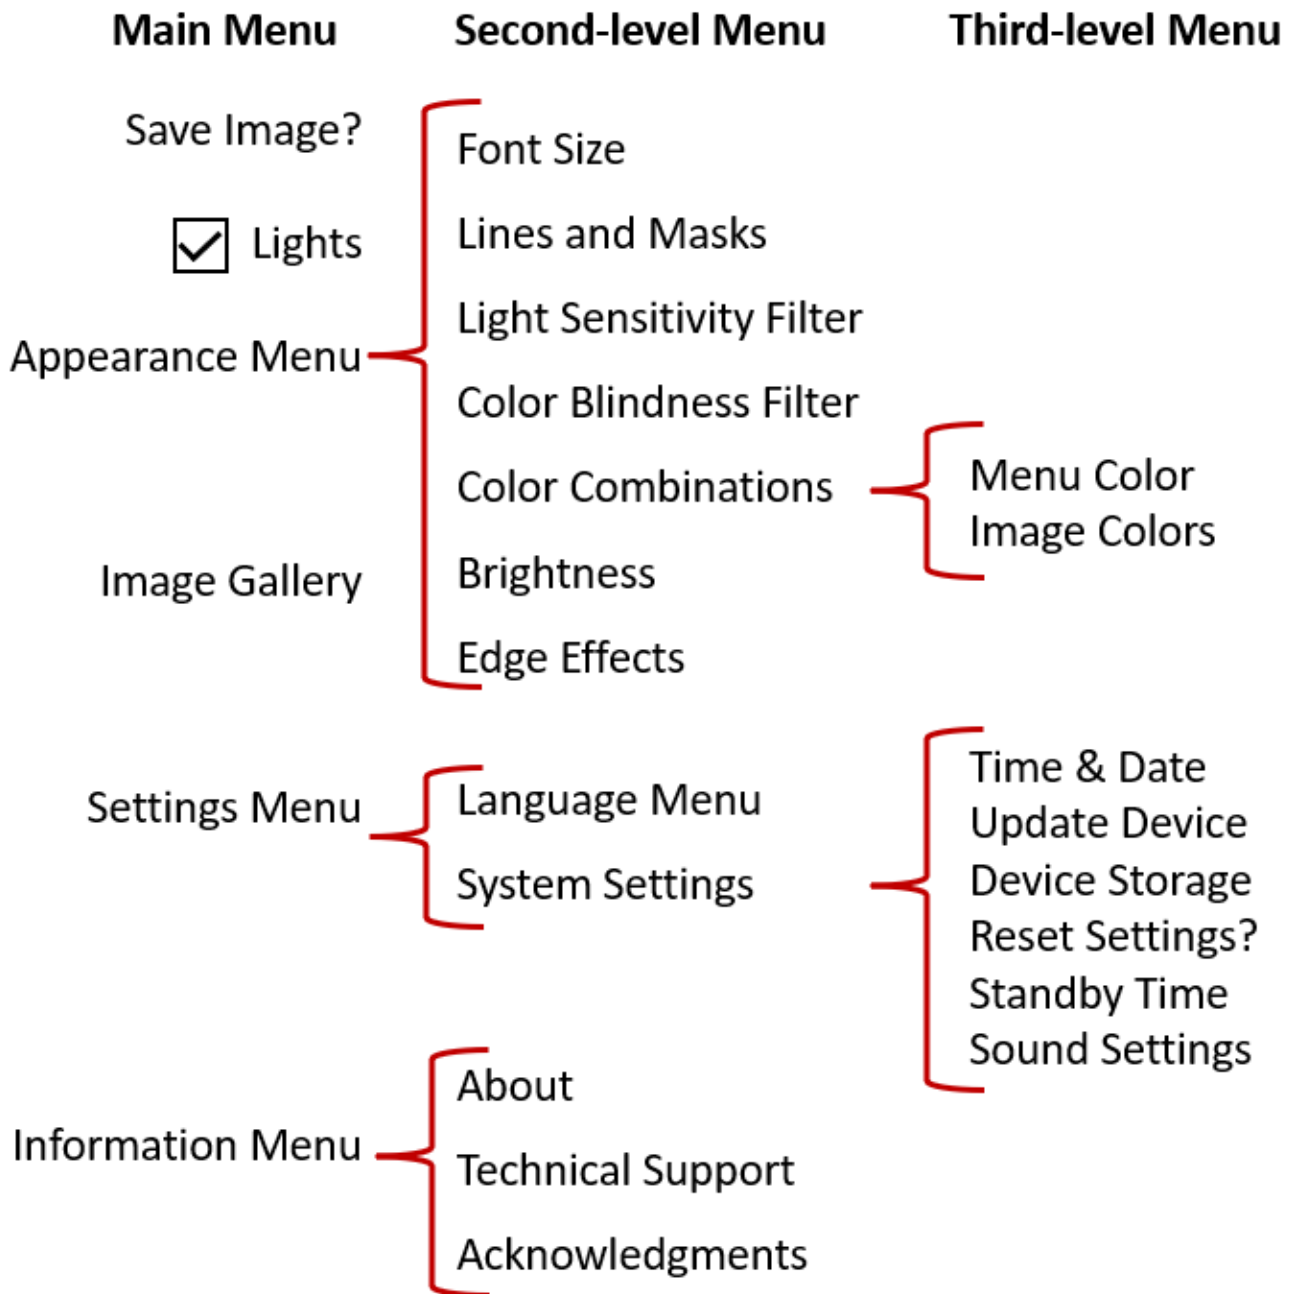 Main Menu
Second-level Menu
Third-level Menu
Save Image?
Lights
Appearance Menu
Font Size
Lines and Masks
Light Sensitivity Filter
Color Blindness Filter
Color Combinations
Menu Color
Image Colors
Brightness
Edge Effects
Image Gallery
Settings Menu
Language Menu
System Settings
Time & Date
Update Device
Device Storage
Reset Settings?
Standby Time
Sound Settings
Information Menu
About
Technical Support
Acknowledgments